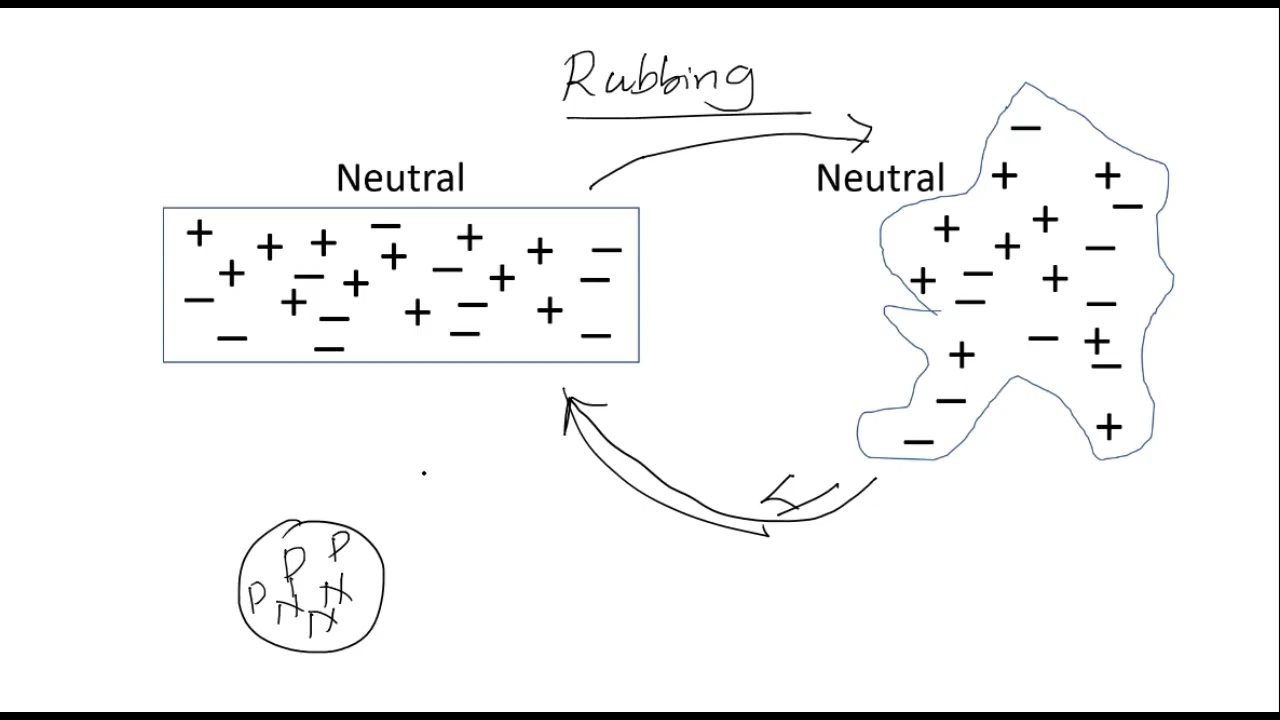 Rubbing
Neutral
Neutral
P P
P N N
N